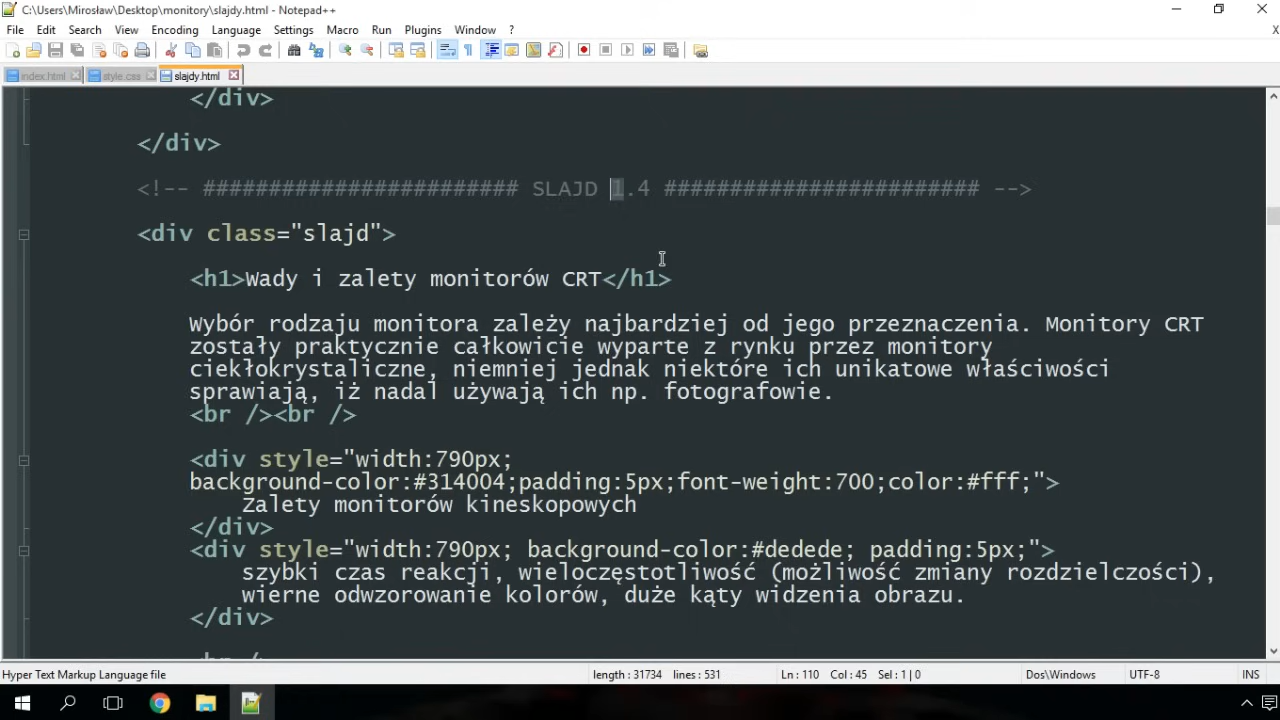 C:\Users\Mirosław\Desktop\monitory\slajdy.html - Notepad++
File Edit Search View Encoding Language Settings Macro Run Plugins Window ? X
index.html style.css slajdy.html
</div>
</div>
<!-- ######################## SLAJD 1.4 ######################## -->
<div class="slajd">
<h1>Wady i zalety monitorów CRT</h1>
Wybór rodzaju monitora zależy najbardziej od jego przeznaczenia. Monitory CRT
zostały praktycznie całkowicie wyparte z rynku przez monitory
ciekłokrystaliczne, niemniej jednak niektóre ich unikatowe właściwości
sprawiają, iż nadal używają ich np. fotografowie.
<br /><br />
<div style="width:790px;
background-color:#314004;padding:5px;font-weight:700;color:#fff;">
Zalety monitorów kineskopowych
</div>
<div style="width:790px; background-color:#dedede; padding:5px;">
szybki czas reakcji, wieloczęstotliwość (możliwość zmiany rozdzielczości),
wierne odwzorowanie kolorów, duże kąty widzenia obrazu.
</div>
Hyper Text Markup Language file length : 31734 lines : 531 Ln : 110 Col : 45 Sel : 1 | 0 Dos\Windows UTF-8 INS